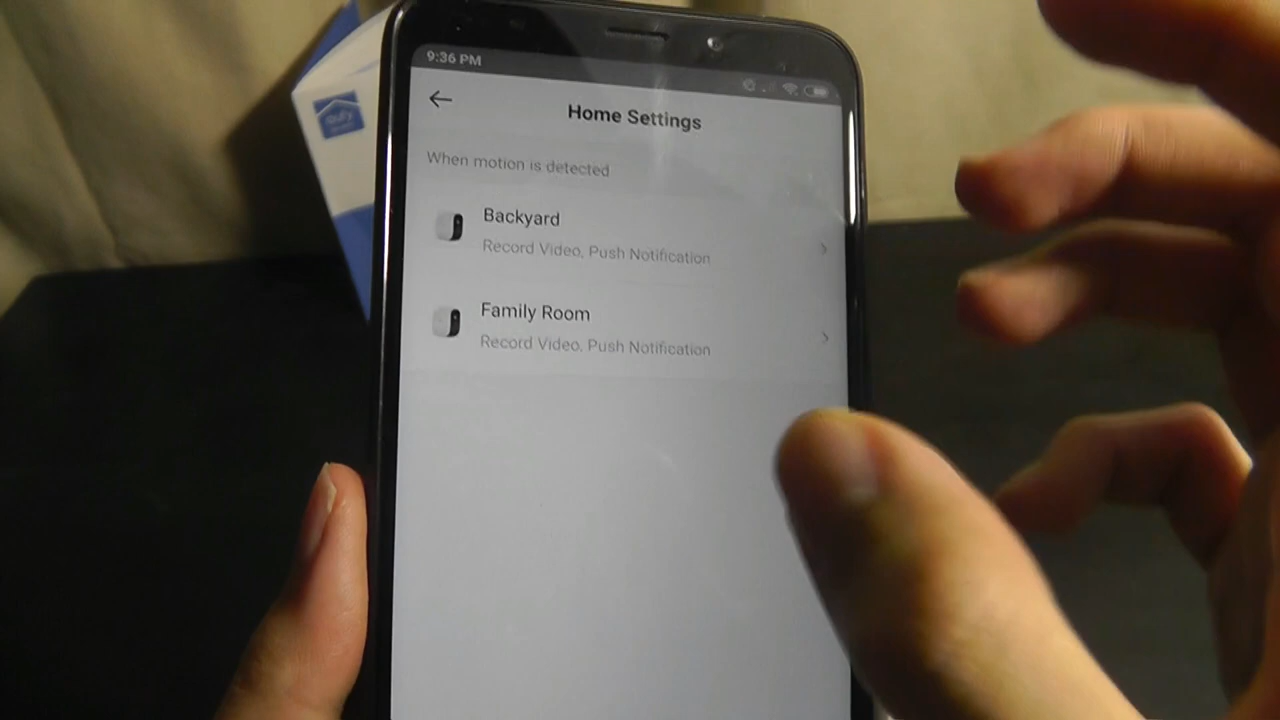 9:36 PM
Home Settings
When motion is detected
Backyard
Record Video, Push Notification
Family Room
Record Video, Push Notification
eufy